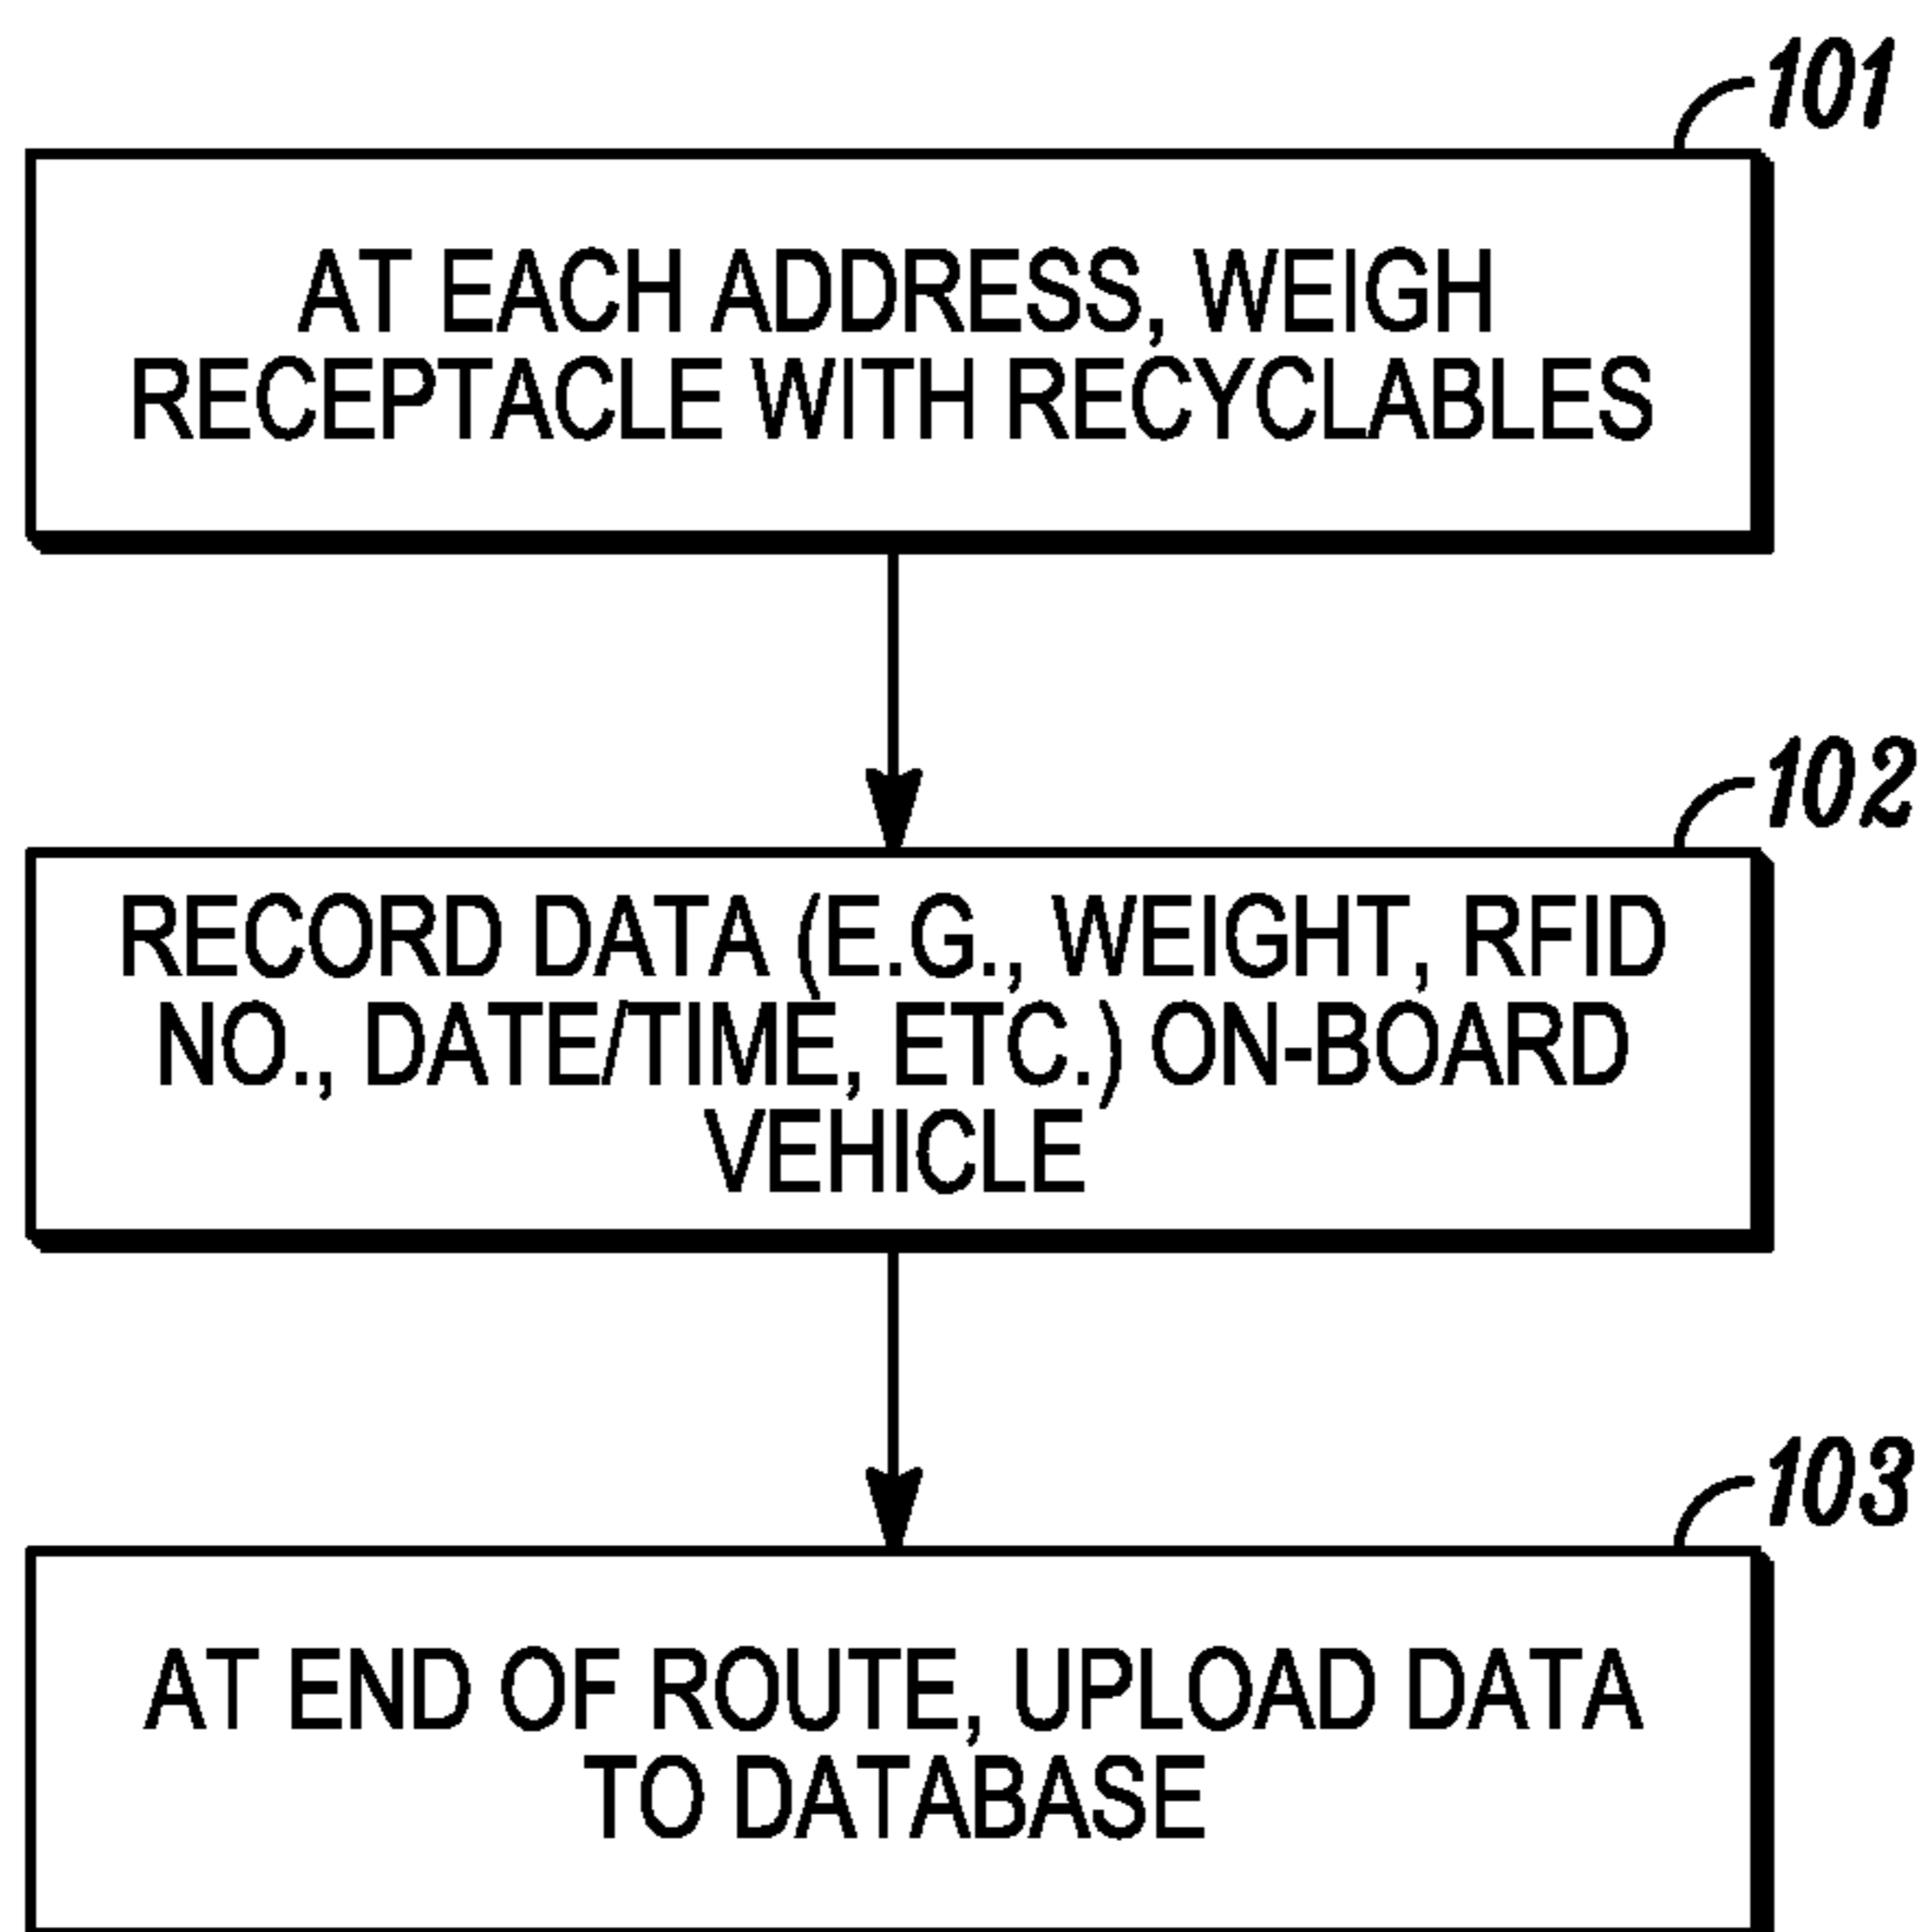 101
AT EACH ADDRESS, WEIGH
RECEPTACLE WITH RECYCLABLES
102
RECORD DATA (E.G., WEIGHT, RFID
NO., DATE/TIME, ETC.) ON-BOARD
VEHICLE
103
AT END OF ROUTE, UPLOAD DATA
TO DATABASE